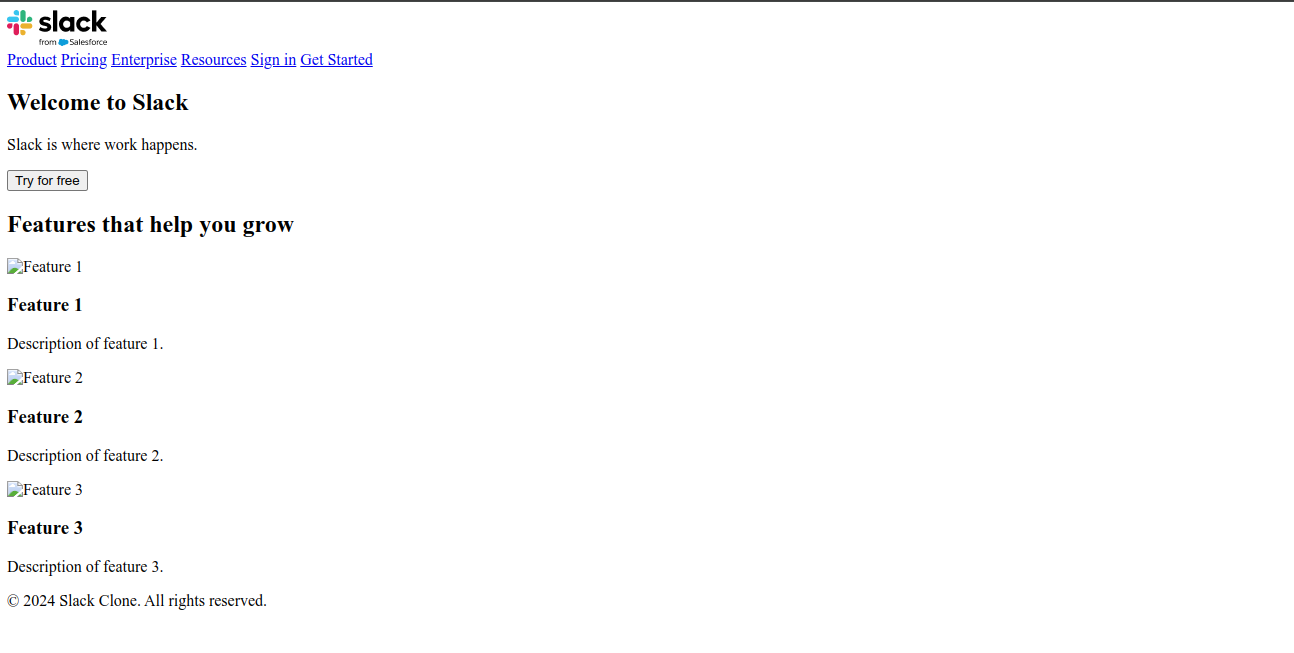 slack
from Salesforce
Product Pricing Enterprise Resources Sign in Get Started
Welcome to Slack
Slack is where work happens.
Try for free
Features that help you grow
Feature 1
Feature 1
Description of feature 1.
Feature 2
Feature 2
Description of feature 2.
Feature 3
Feature 3
Description of feature 3.
© 2024 Slack Clone. All rights reserved.